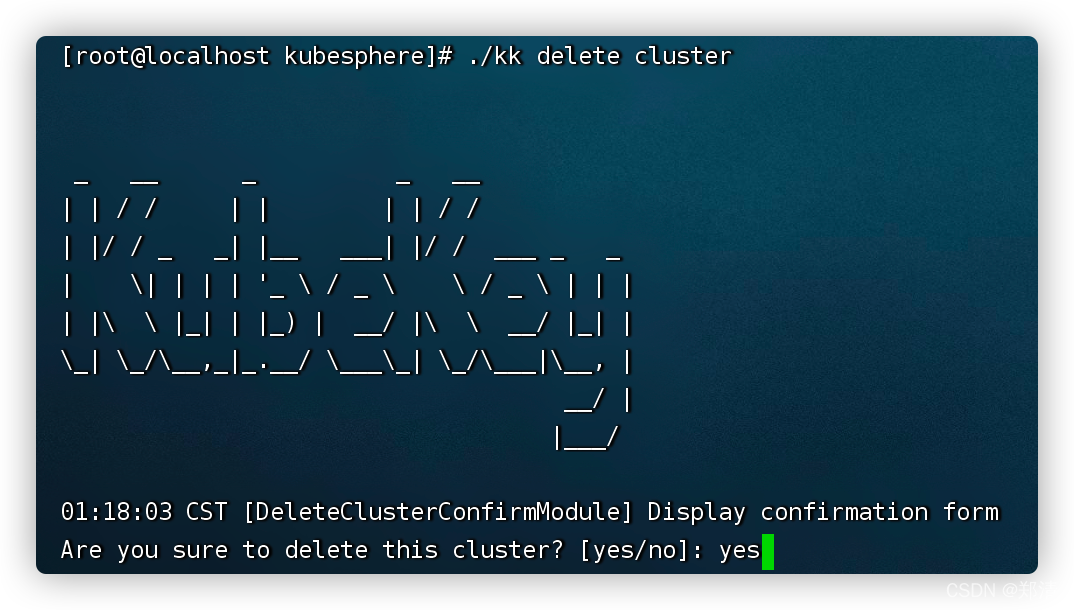 [root@localhost kubesphere]# ./kk delete cluster
 _   __      _          _   __
| | / /     | |        | | / /
| |/ / _   _| |__   ___| |/ /  ___ _   _
|    \| | | | '_ \ / _ \    \ / _ \ | | |
| |\  \ |_| | |_) |  __/ |\  \  __/ |_| |
\_| \_/\__,_|_.__/ \___\_| \_/\___|\__, |
                                    __/ |
                                   |___/
01:18:03 CST [DeleteClusterConfirmModule] Display confirmation form
Are you sure to delete this cluster? [yes/no]: yes
CSDN